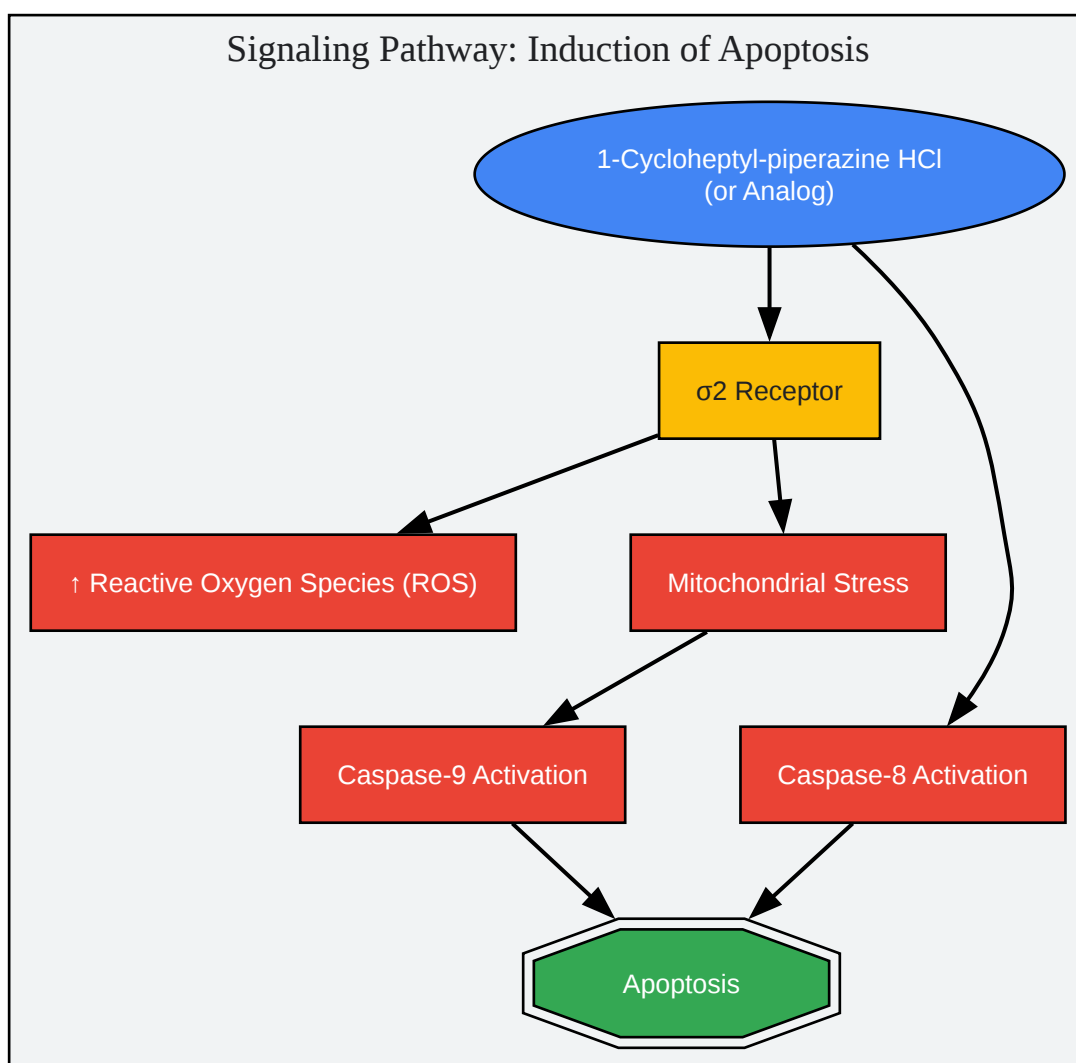 Signaling Pathway: Induction of Apoptosis
1-Cycloheptyl-piperazine HCl
(or Analog)
σ2 Receptor
↑ Reactive Oxygen Species (ROS)
Mitochondrial Stress
Caspase-9 Activation
Caspase-8 Activation
Apoptosis